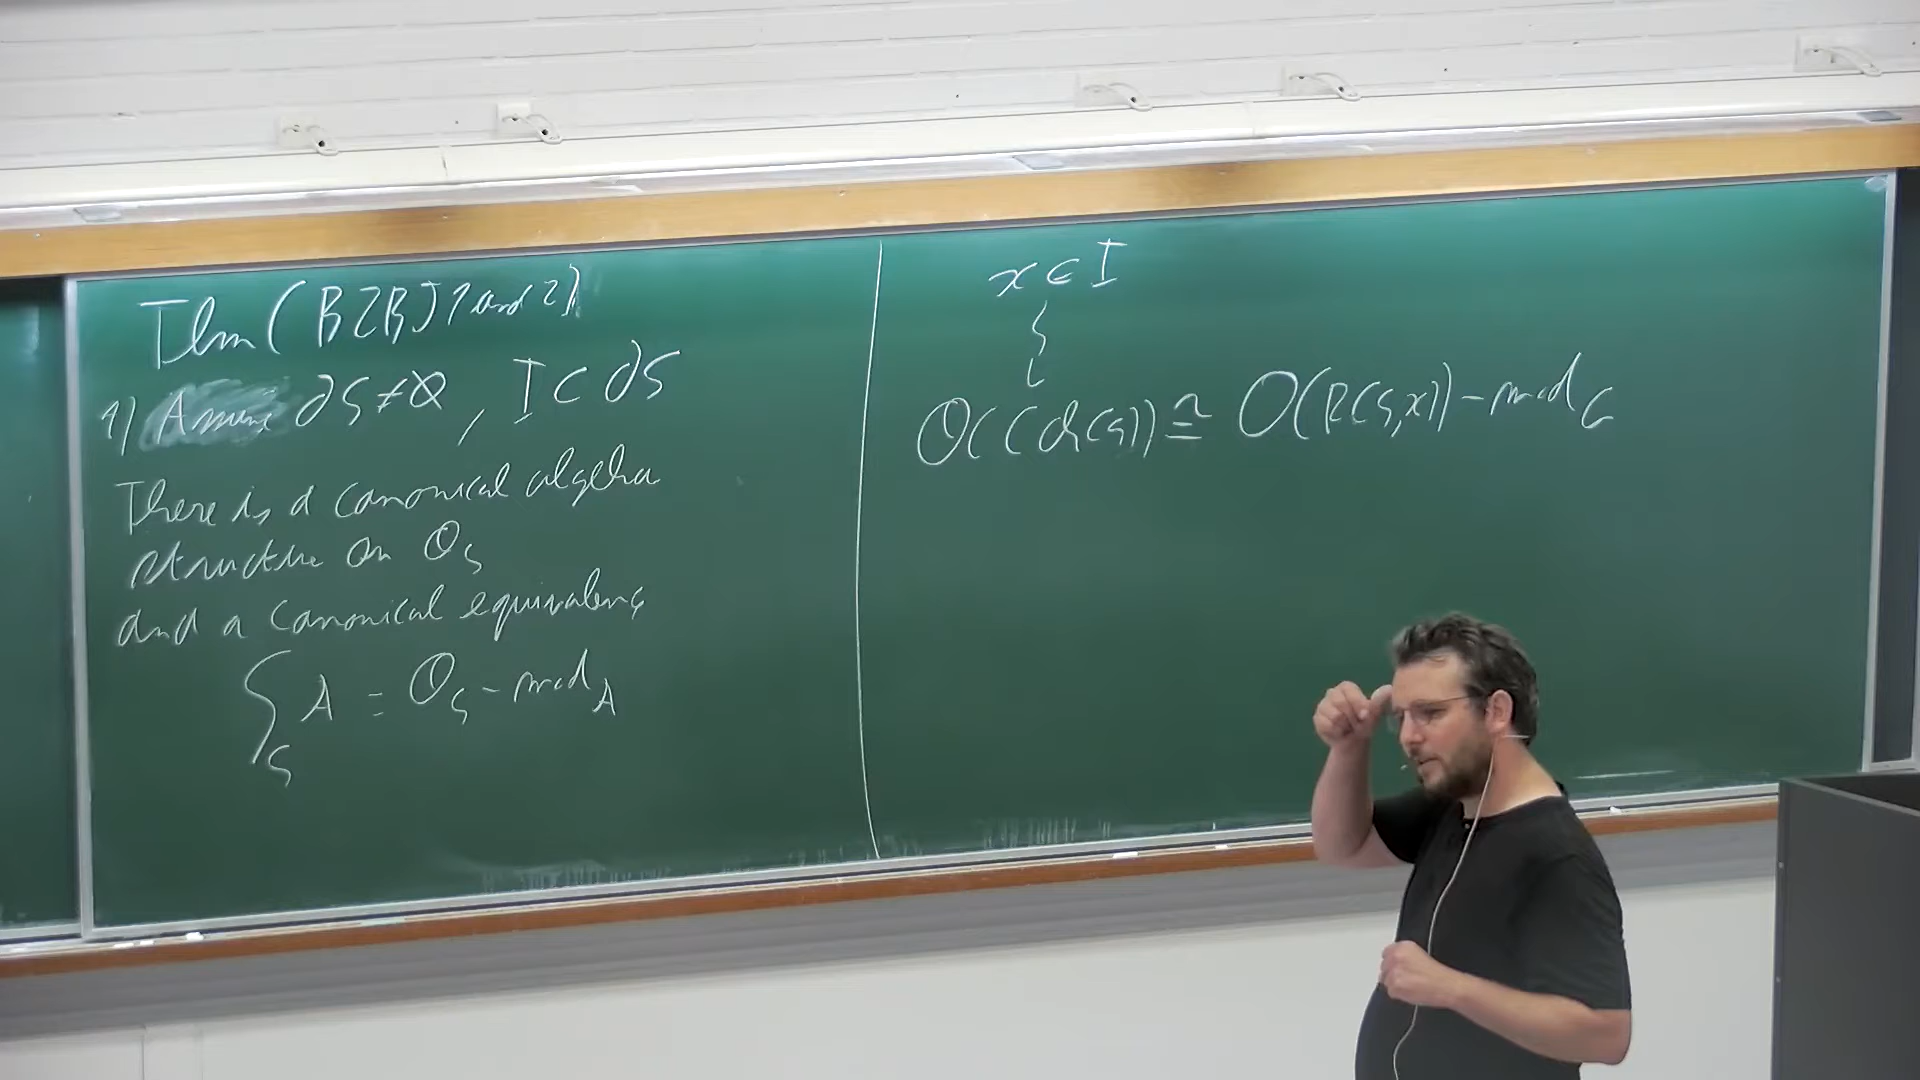 Thm (BZBJ 1 and 2)
1) Assume ∂S ≠ ∅, I ⊂ ∂S
There is a canonical algebra
structure on O_S
and a canonical equivalence
∫_S A = O_S - mod_A
x ∈ I
O(Ch(S)) ≅ O(R(S,x)) - mod_G